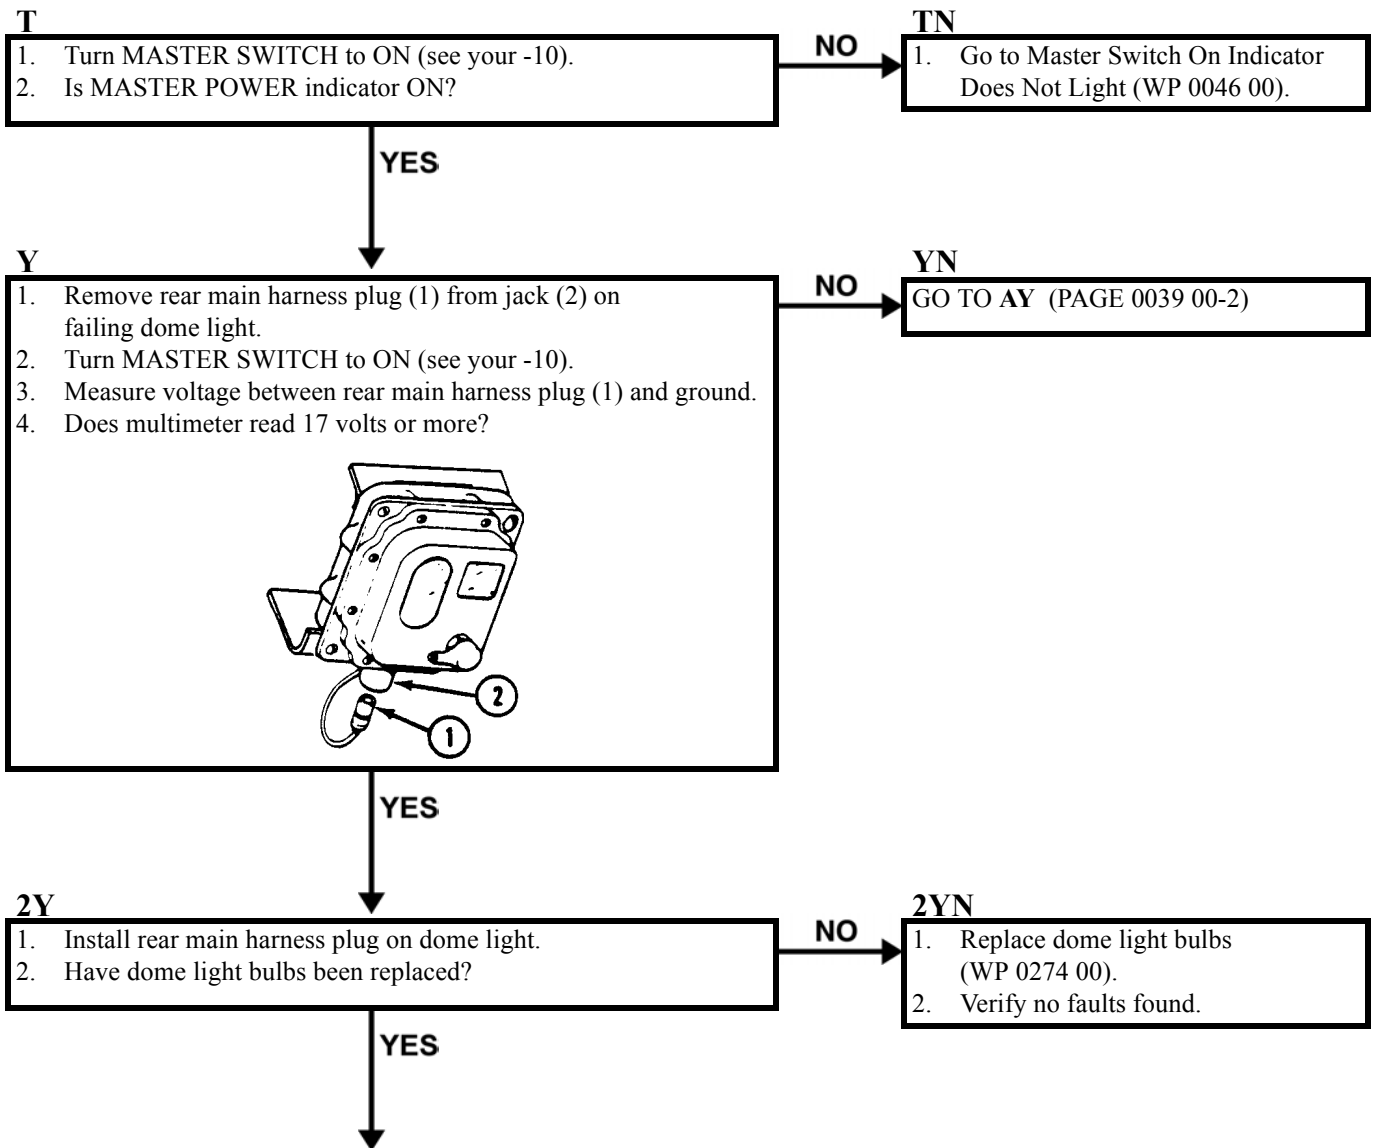 T
1. Turn MASTER SWITCH to ON (see your -10).
2. Is MASTER POWER indicator ON?
NO
TN
1. Go to Master Switch On Indicator
Does Not Light (WP 0046 00).
YES
Y
1. Remove rear main harness plug (1) from jack (2) on
failing dome light.
2. Turn MASTER SWITCH to ON (see your -10).
3. Measure voltage between rear main harness plug (1) and ground.
4. Does multimeter read 17 volts or more?
2
1
NO
YN
GO TO AY (PAGE 0039 00-2)
YES
2Y
1. Install rear main harness plug on dome light.
2. Have dome light bulbs been replaced?
NO
2YN
1. Replace dome light bulbs
(WP 0274 00).
2. Verify no faults found.
YES